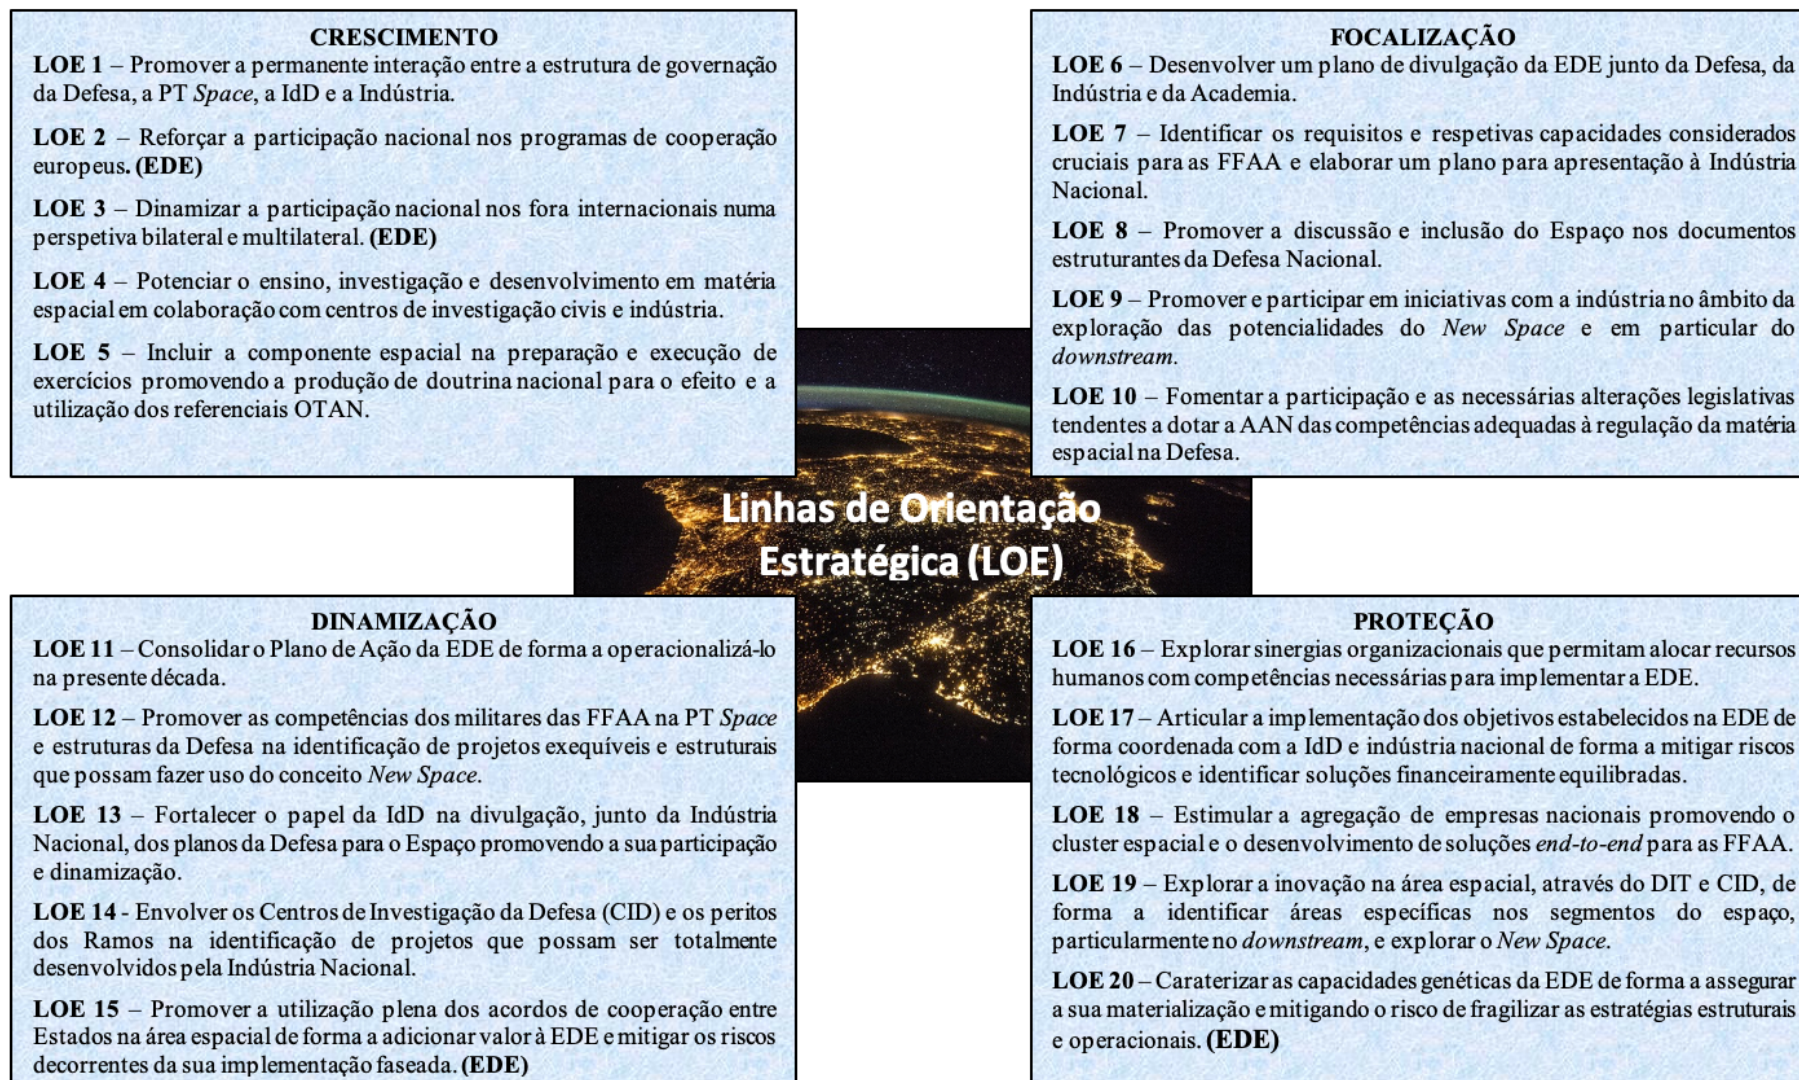 CRESCIMENTO
LOE 1 – Promover a permanente interação entre a estrutura de governação
da Defesa, a PT Space, a IdD e a Indústria.
LOE 2 – Reforçar a participação nacional nos programas de cooperação
europeus. (EDE)
LOE 3 – Dinamizar a participação nacional nos fora internacionais numa
perspetiva bilateral e multilateral. (EDE)
LOE 4 – Potenciar o ensino, investigação e desenvolvimento em matéria
espacial em colaboração com centros de investigação civis e indústria.
LOE 5 – Incluir a componente espacial na preparação e execução de
exercícios promovendo a produção de doutrina nacional para o efeito e a
utilização dos referenciais OTAN.
FOCALIZAÇÃO
LOE 6 – Desenvolver um plano de divulgação da EDE junto da Defesa, da
Indústria e da Academia.
LOE 7 – Identificar os requisitos e respetivas capacidades considerados
cruciais para as FFAA e elaborar um plano para apresentação à Indústria
Nacional.
LOE 8 – Promover a discussão e inclusão do Espaço nos documentos
estruturantes da Defesa Nacional.
LOE 9 – Promover e participar em iniciativas com a indústria no âmbito da
exploração das potencialidades do New Space e em particular do
downstream.
LOE 10 – Fomentar a participação e as necessárias alterações legislativas
tendentes a dotar a AAN das competências adequadas à regulação da matéria
espacial na Defesa.
Linhas de Orientação
Estratégica (LOE)
DINAMIZAÇÃO
LOE 11 – Consolidar o Plano de Ação da EDE de forma a operacionalizá-lo
na presente década.
LOE 12 – Promover as competências dos militares das FFAA na PT Space
e estruturas da Defesa na identificação de projetos exequíveis e estruturais
que possam fazer uso do conceito New Space.
LOE 13 – Fortalecer o papel da IdD na divulgação, junto da Indústria
Nacional, dos planos da Defesa para o Espaço promovendo a sua participação
e dinamização.
LOE 14 - Envolver os Centros de Investigação da Defesa (CID) e os peritos
dos Ramos na identificação de projetos que possam ser totalmente
desenvolvidos pela Indústria Nacional.
LOE 15 – Promover a utilização plena dos acordos de cooperação entre
Estados na área espacial de forma a adicionar valor à EDE e mitigar os riscos
decorrentes da sua implementação faseada. (EDE)
PROTEÇÃO
LOE 16 – Explorar sinergias organizacionais que permitam alocar recursos
humanos com competências necessárias para implementar a EDE.
LOE 17 – Articular a implementação dos objetivos estabelecidos na EDE de
forma coordenada com a IdD e indústria nacional de forma a mitigar riscos
tecnológicos e identificar soluções financeiramente equilibradas.
LOE 18 – Estimular a agregação de empresas nacionais promovendo o
cluster espacial e o desenvolvimento de soluções end-to-end para as FFAA.
LOE 19 – Explorar a inovação na área espacial, através do DIT e CID, de
forma a identificar áreas específicas nos segmentos do espaço,
particularmente no downstream, e explorar o New Space.
LOE 20 – Caraterizar as capacidades genéticas da EDE de forma a assegurar
a sua materialização e mitigando o risco de fragilizar as estratégias estruturais
e operacionais. (EDE)